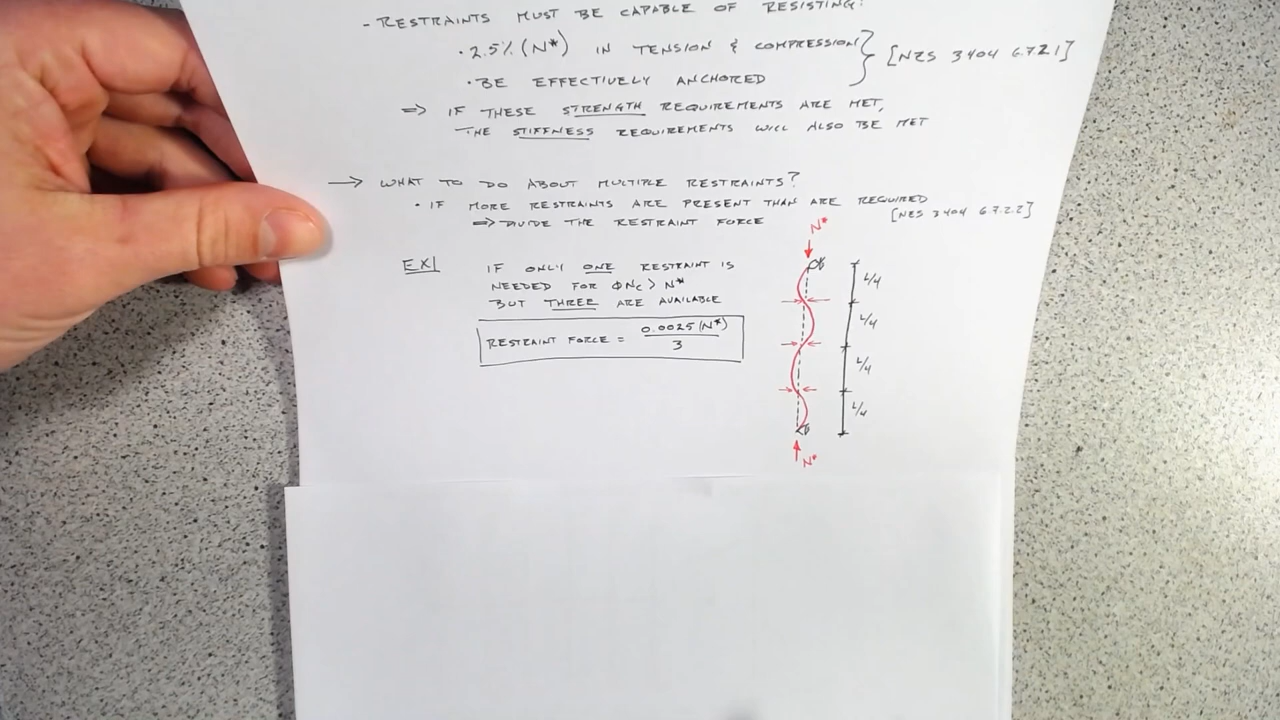 - RESTRAINTS MUST BE CAPABLE OF RESISTING:
• 2.5% (N*) IN TENSION & COMPRESSION
• BE EFFECTIVELY ANCHORED
[NZS 3404 6.7.2.1]
⇒ IF THESE STRENGTH REQUIREMENTS ARE MET,
THE STIFFNESS REQUIREMENTS WILL ALSO BE MET
→ WHAT TO DO ABOUT MULTIPLE RESTRAINTS?
• IF MORE RESTRAINTS ARE PRESENT THAN ARE REQUIRED
[NZS 3404 6.7.2.2]
⇒ DIVIDE THE RESTRAINT FORCE
EX1
IF ONLY ONE RESTRAINT IS
NEEDED FOR ΦNc > N*
BUT THREE ARE AVAILABLE
RESTRAINT FORCE = 0.0025(N*) / 3
N*
L/4
L/4
L/4
L/4
N*